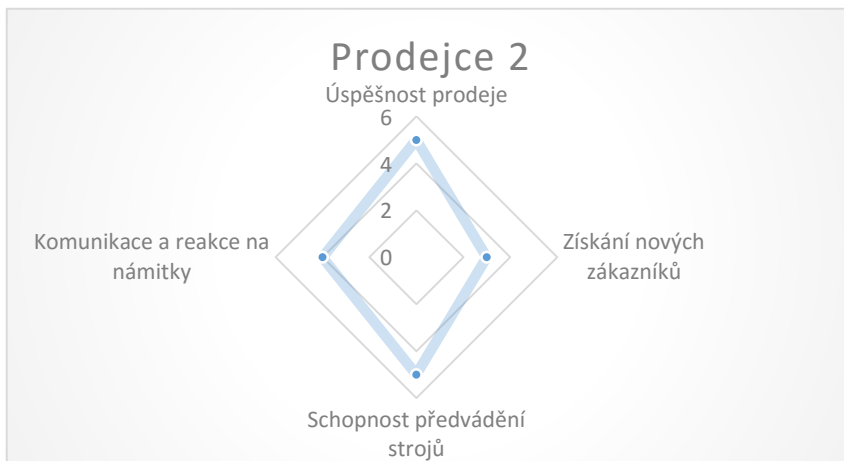 Prodejce 2
Úspěšnost prodeje
6
4
2
0
Komunikace a reakce na
námitky
Získání nových
zákazníků
Schopnost předvádění
strojů